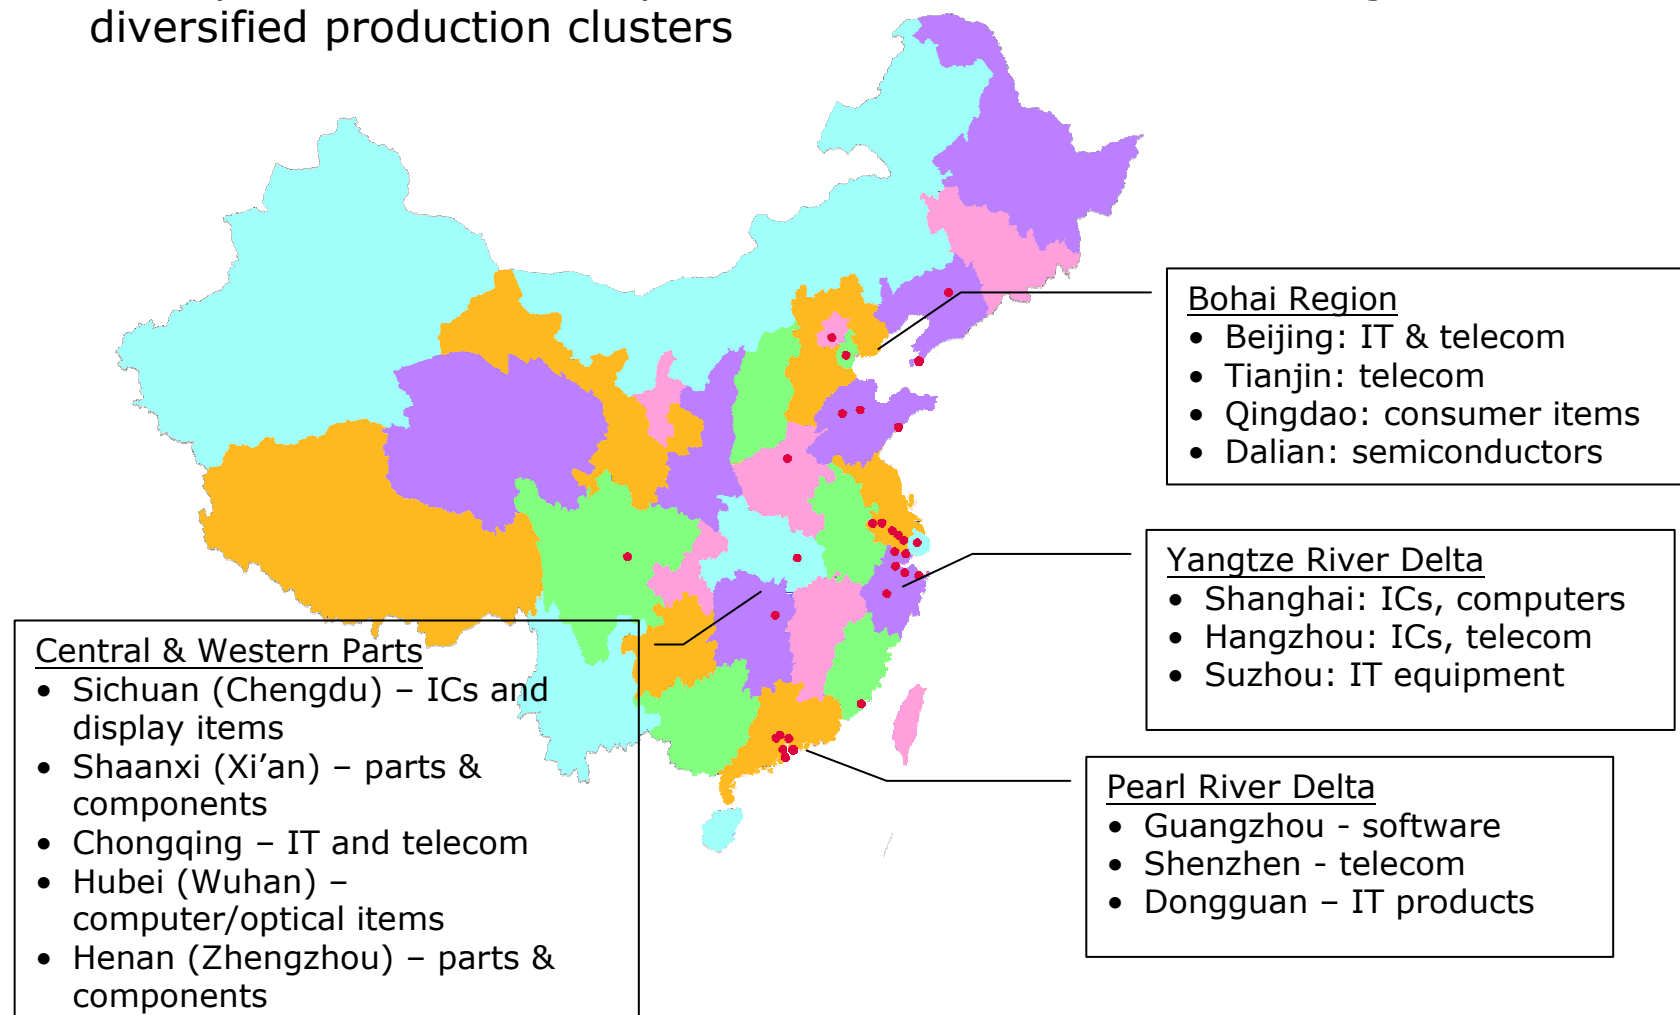 diversified production clusters
Bohai Region
• Beijing: IT & telecom
• Tianjin: telecom
• Qingdao: consumer items
• Dalian: semiconductors
Yangtze River Delta
• Shanghai: ICs, computers
• Hangzhou: ICs, telecom
• Suzhou: IT equipment
Central & Western Parts
• Sichuan (Chengdu) – ICs and
display items
• Shaanxi (Xi’an) – parts &
components
• Chongqing – IT and telecom
• Hubei (Wuhan) –
computer/optical items
• Henan (Zhengzhou) – parts &
components
Pearl River Delta
• Guangzhou - software
• Shenzhen - telecom
• Dongguan – IT products